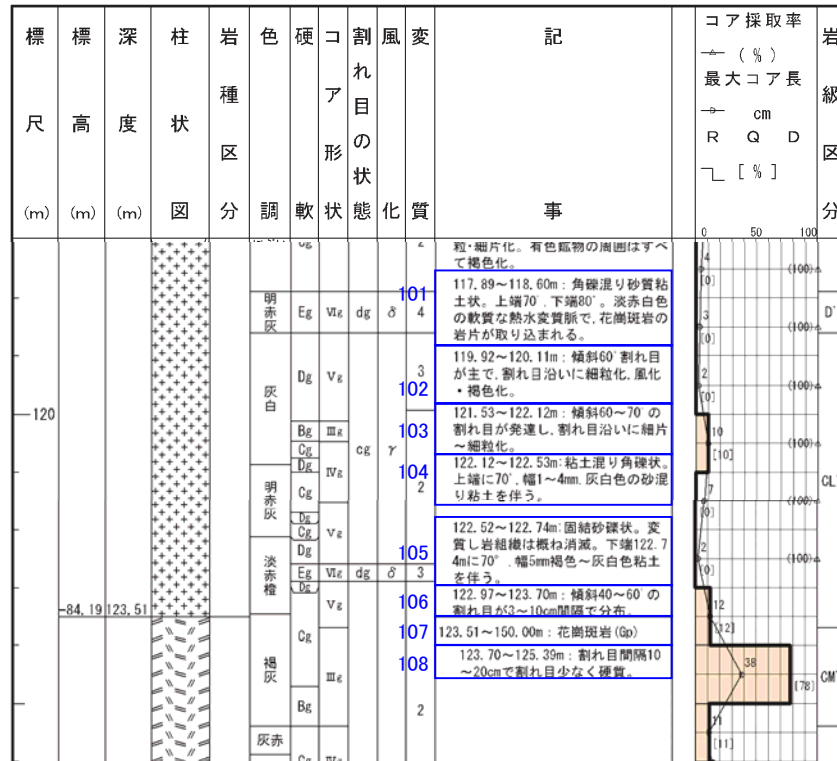 標尺(m)
標高(m)
深度(m)
柱状図
岩種区分
色調
硬軟
コア形状
割れ目の状態
風化
変質
記事
コア採取率
(%)
最大コア長
cm
R Q D
[%]
岩級区分
0 50 100
粒・細片化。有色鉱物の周囲はすべ
て褐色化。
101
117.89～118.60m：角礫混り砂質粘
土状。上端70゜、下端80゜。淡赤白色
の軟質な熱水変質脈で、花崗斑岩の
岩片が取り込まれる。
102
119.92～120.11m：傾斜60゜割れ目
が主で、割れ目沿いに細粒化、風化
・褐色化。
103
121.53～122.12m：傾斜60～70゜の
割れ目が発達し、割れ目沿いに細片
～細粒化。
104
122.12～122.53m：粘土混り角礫状。
上端に70゜、幅1～4mm、灰白色の砂混
り粘土を伴う。
105
122.52～122.74m：固結砂礫状。変
質し岩組織は概ね消滅。下端122.7
4mに70゜、幅5mm褐色～灰白色粘土
を伴う。
106
122.97～123.70m：傾斜40～60゜の
割れ目が3～10cm間隔で分布。
107
123.51～150.00m：花崗斑岩(Gp)
108
123.70～125.39m：割れ目間隔10
～20cmで割れ目少なく硬質。
120
-84.19
123.51
明赤灰
灰白
明赤灰
淡赤橙
褐灰
灰赤
Eg
Dg
Bg
Cg
Dg
Cg
Dg
Cg
Dg
Eg
Dg
Cg
Bg
Cg
Ⅵg
Ⅴg
Ⅲg
Ⅳg
Ⅴg
Ⅵg
Ⅴg
Ⅲg
Ⅳg
dg
cg
dg
δ
γ
δ
2
4
3
2
3
2
4
[0]
(100)
3
[0]
(100)
2
[0]
(100)
10
[10]
(100)
7
[0]
(100)
2
[0]
(100)
12
[12]
38
[78]
11
[11]
D
CL
CM